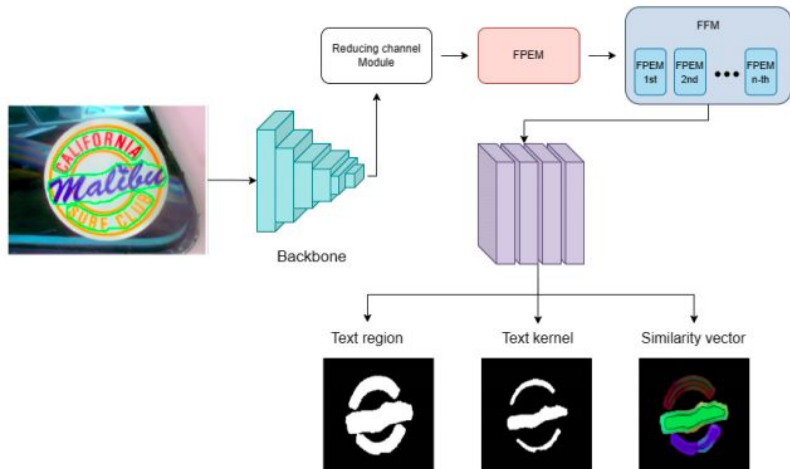 FFM
Reducing channel
Module
FPEM
FPEM
1st
FPEM
2nd
FPEM
n-th
CALIFORNIA
Malibu
SURF CLUB
Backbone
Text region
Text kernel
Similarity vector